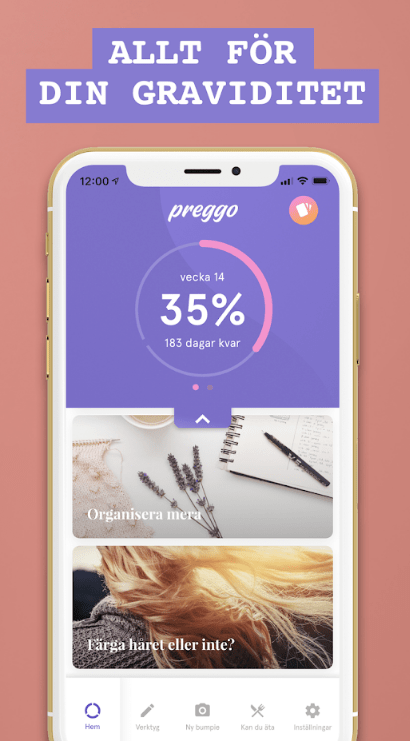 ALLT FÖR
DIN GRAVIDITET
12:00
preggo
vecka 14
35%
183 dagar kvar
Organisera mera
Färga håret eller inte?
Hem
Verktyg
Ny bumpie
Kan du äta
Inställningar